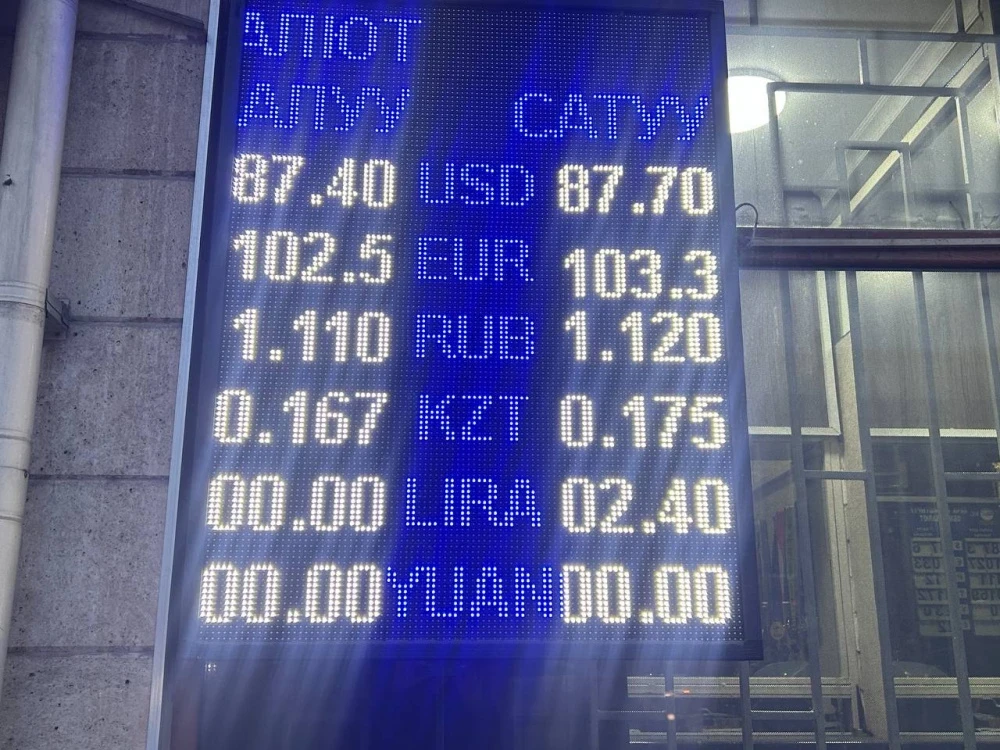 АЛЮТ
АЛУУ САТУУ
87.40 USD 87.70
102.5 EUR 103.3
1.110 RUB 1.120
0.167 KZT 0.175
00.00 LIRA 02.40
00.00 YUAN 00.00